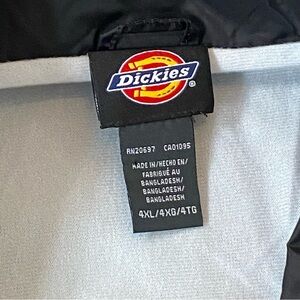 Dickies ®
RN20697 CA01095
MADE IN/HECHO EN/
FABRIQUÉ AU
BANGLADESH/
BANGLADESH/
BANGLADESH
4XL/4XG/4TG